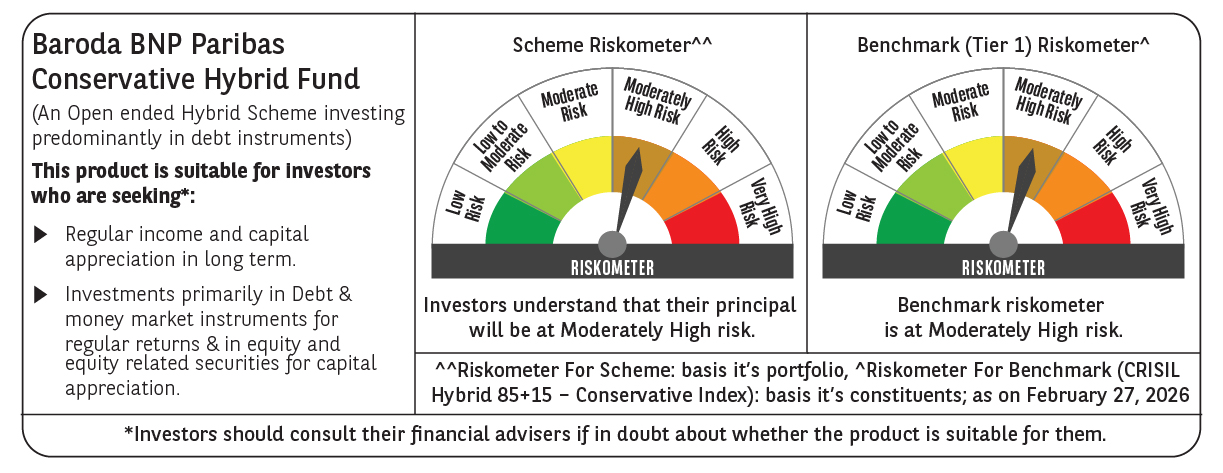 Baroda BNP Paribas
Conservative Hybrid Fund
(An Open ended Hybrid Scheme investing
predominantly in debt instruments)
This product is suitable for investors
who are seeking*:
▶ Regular income and capital
appreciation in long term.
▶ Investments primarily in Debt &
money market instruments for
regular returns & in equity and
equity related securities for capital
appreciation.
Scheme Riskometer^^
Low
Risk
Low to
Moderate
Risk
Moderate
Risk
Moderately
High Risk
High
Risk
Very High
Risk
RISKOMETER
Investors understand that their principal
will be at Moderately High risk.
Benchmark (Tier 1) Riskometer^
Low
Risk
Low to
Moderate
Risk
Moderate
Risk
Moderately
High Risk
High
Risk
Very High
Risk
RISKOMETER
Benchmark riskometer
is at Moderately High risk.
^^Riskometer For Scheme: basis it's portfolio, ^Riskometer For Benchmark (CRISIL
Hybrid 85+15 – Conservative Index): basis it's constituents; as on February 27, 2026
*Investors should consult their financial advisers if in doubt about whether the product is suitable for them.